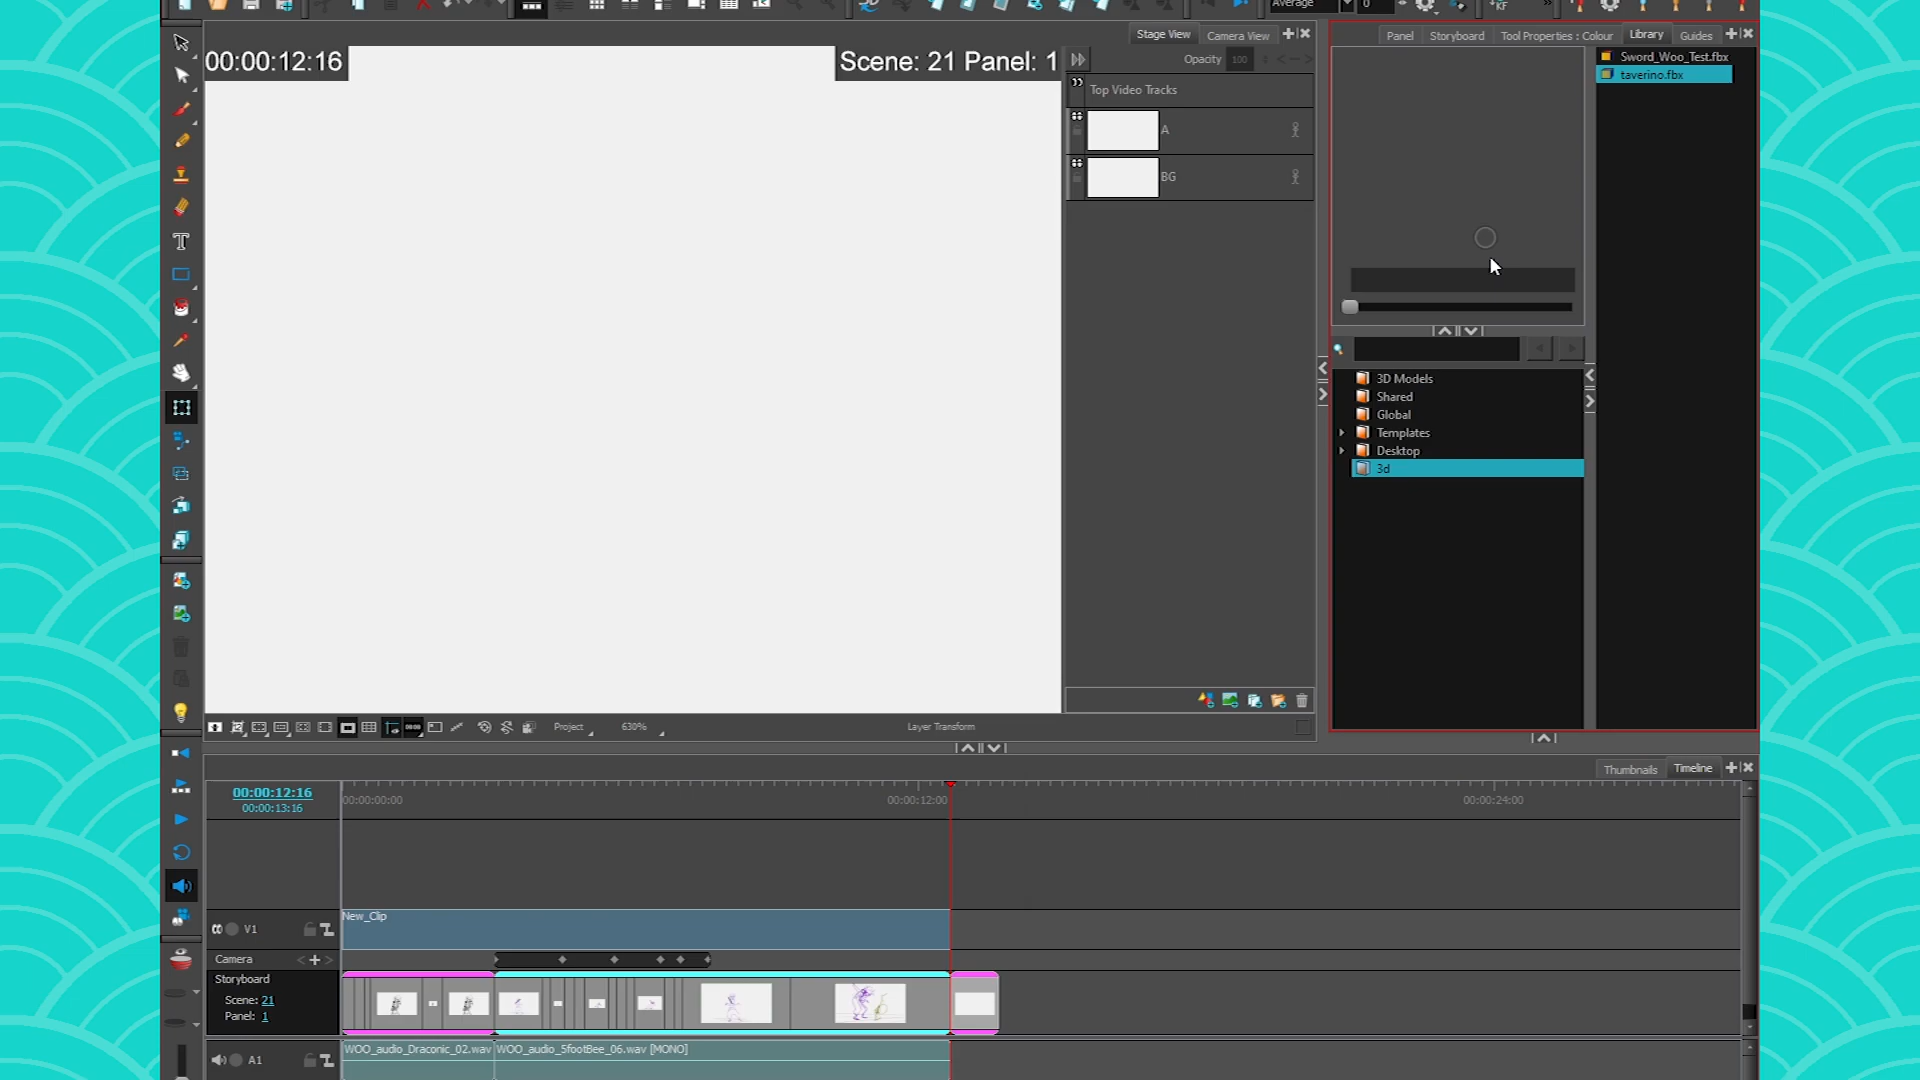 Average
0
Stage View
Camera View
Panel
Storyboard
Tool Properties : Colour
Library
Guides
00:00:12:16
Scene: 21 Panel: 1
Opacity
100
Sword_Woo_Test.fbx
taverino.fbx
Top Video Tracks
A
BG
3D Models
Shared
Global
Templates
Desktop
3d
Project
630%
Layer Transform
Thumbnails
Timeline
00:00:12:16
00:00:13:16
00:00:00:00
00:00:12:00
00:00:24:00
New_Clip
V1
Camera
Storyboard
Scene: 21
Panel: 1
A1
WOO_audio_Draconic_02.wav
WOO_audio_5footBee_06.wav [MONO]